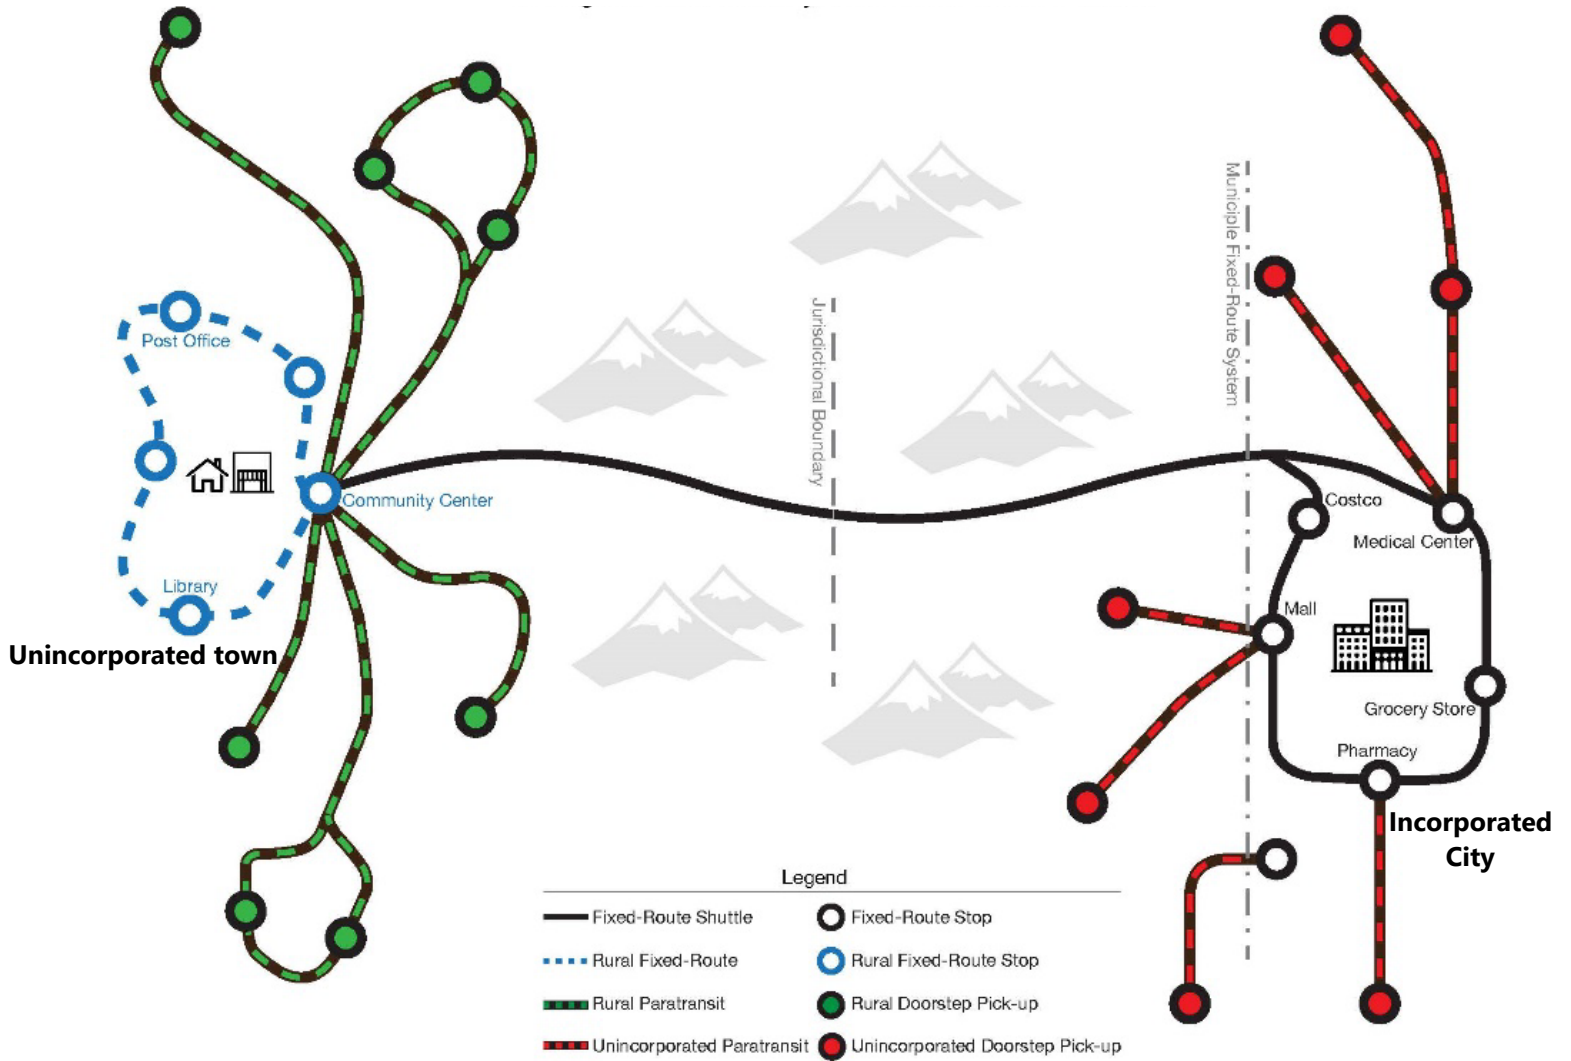 Municiple Fixed-Route System
Jurisdictional Boundary
Post Office
Community Center
Costco
Medical Center
Library
Mall
Unincorporated town
Grocery Store
Pharmacy
Incorporated
City
Legend
Fixed-Route Shuttle
Fixed-Route Stop
Rural Fixed-Route
Rural Fixed-Route Stop
Rural Paratransit
Rural Doorstep Pick-up
Unincorporated Paratransit
Unincorporated Doorstep Pick-up